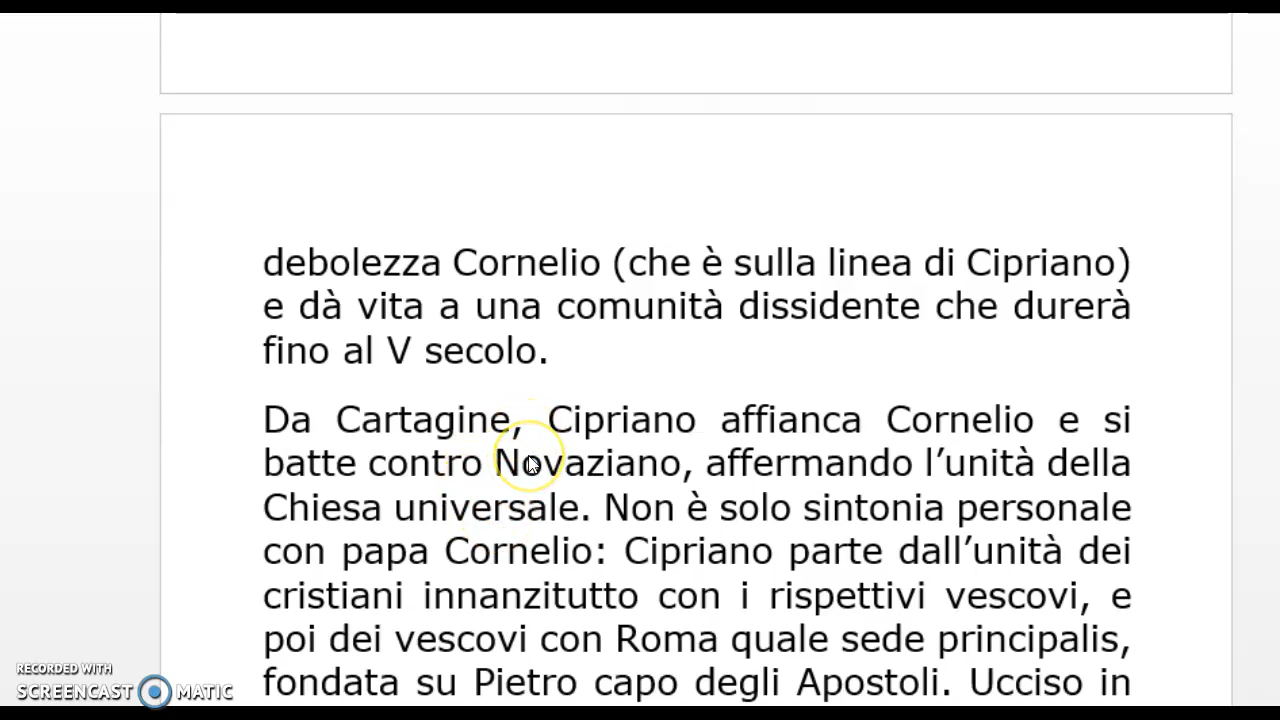 debolezza Cornelio (che è sulla linea di Cipriano)
e dà vita a una comunità dissidente che durerà
fino al V secolo.
Da Cartagine, Cipriano affianca Cornelio e si
batte contro Novaziano, affermando l’unità della
Chiesa universale. Non è solo sintonia personale
con papa Cornelio: Cipriano parte dall’unità dei
cristiani innanzitutto con i rispettivi vescovi, e
poi dei vescovi con Roma quale sede principalis,
fondata su Pietro capo degli Apostoli. Ucciso in
RECORDED WITH
SCREENCAST MATIC